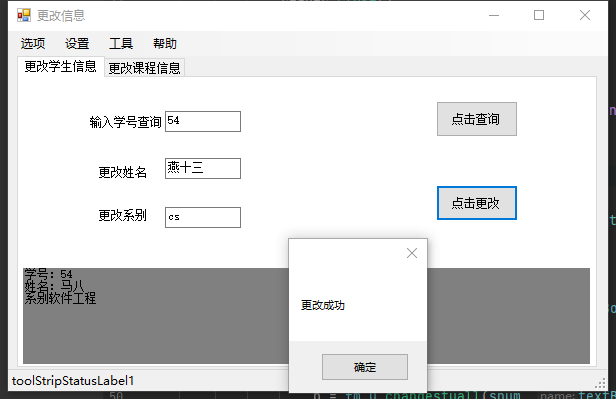 更改信息
选项 设置 工具 帮助
更改学生信息 更改课程信息
输入学号查询 54 点击查询
更改姓名 燕十三
点击更改
更改系别 cs
学号：54
姓名：马八
系别软件工程
更改成功
确定
toolStripStatusLabel1